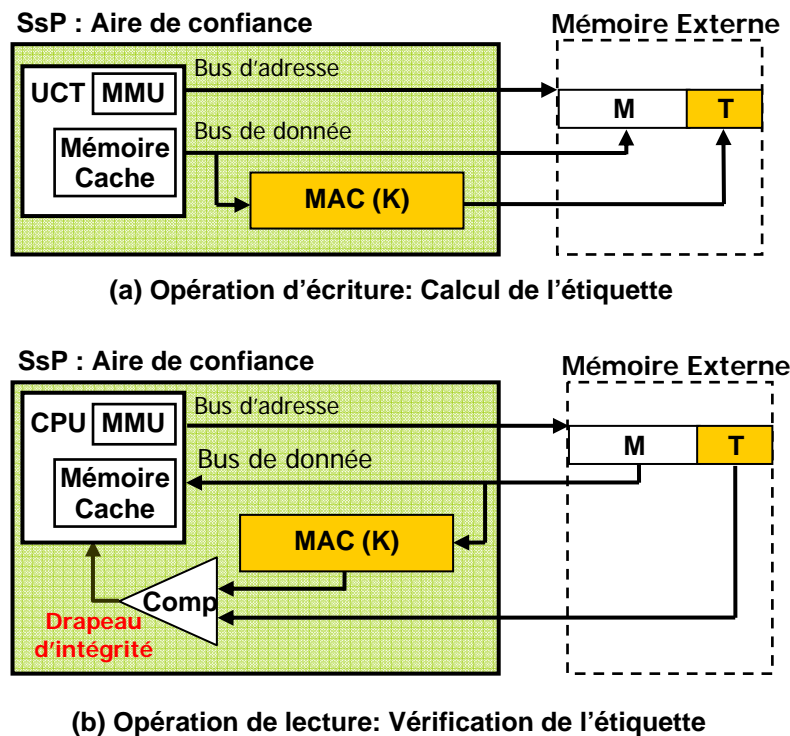 SsP : Aire de confiance
Mémoire Externe
Bus d'adresse
UCT MMU
M T
Bus de donnée
Mémoire
Cache
MAC (K)
(a) Opération d'écriture: Calcul de l'étiquette
SsP : Aire de confiance
Mémoire Externe
Bus d'adresse
CPU MMU
M T
Bus de donnée
Mémoire
Cache
MAC (K)
Comp
Drapeau
d'intégrité
(b) Opération de lecture: Vérification de l'étiquette